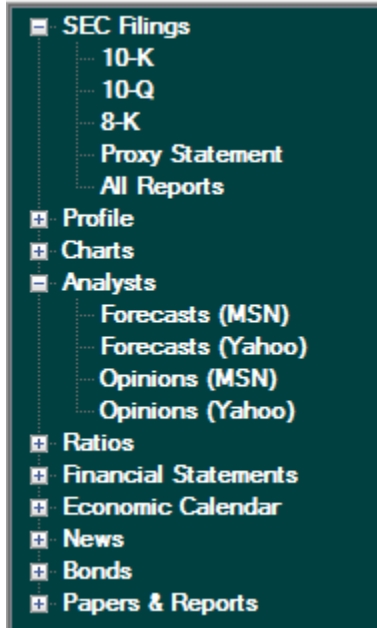 SEC Filings
10-K
10-Q
8-K
Proxy Statement
All Reports
Profile
Charts
Analysts
Forecasts (MSN)
Forecasts (Yahoo)
Opinions (MSN)
Opinions (Yahoo)
Ratios
Financial Statements
Economic Calendar
News
Bonds
Papers & Reports